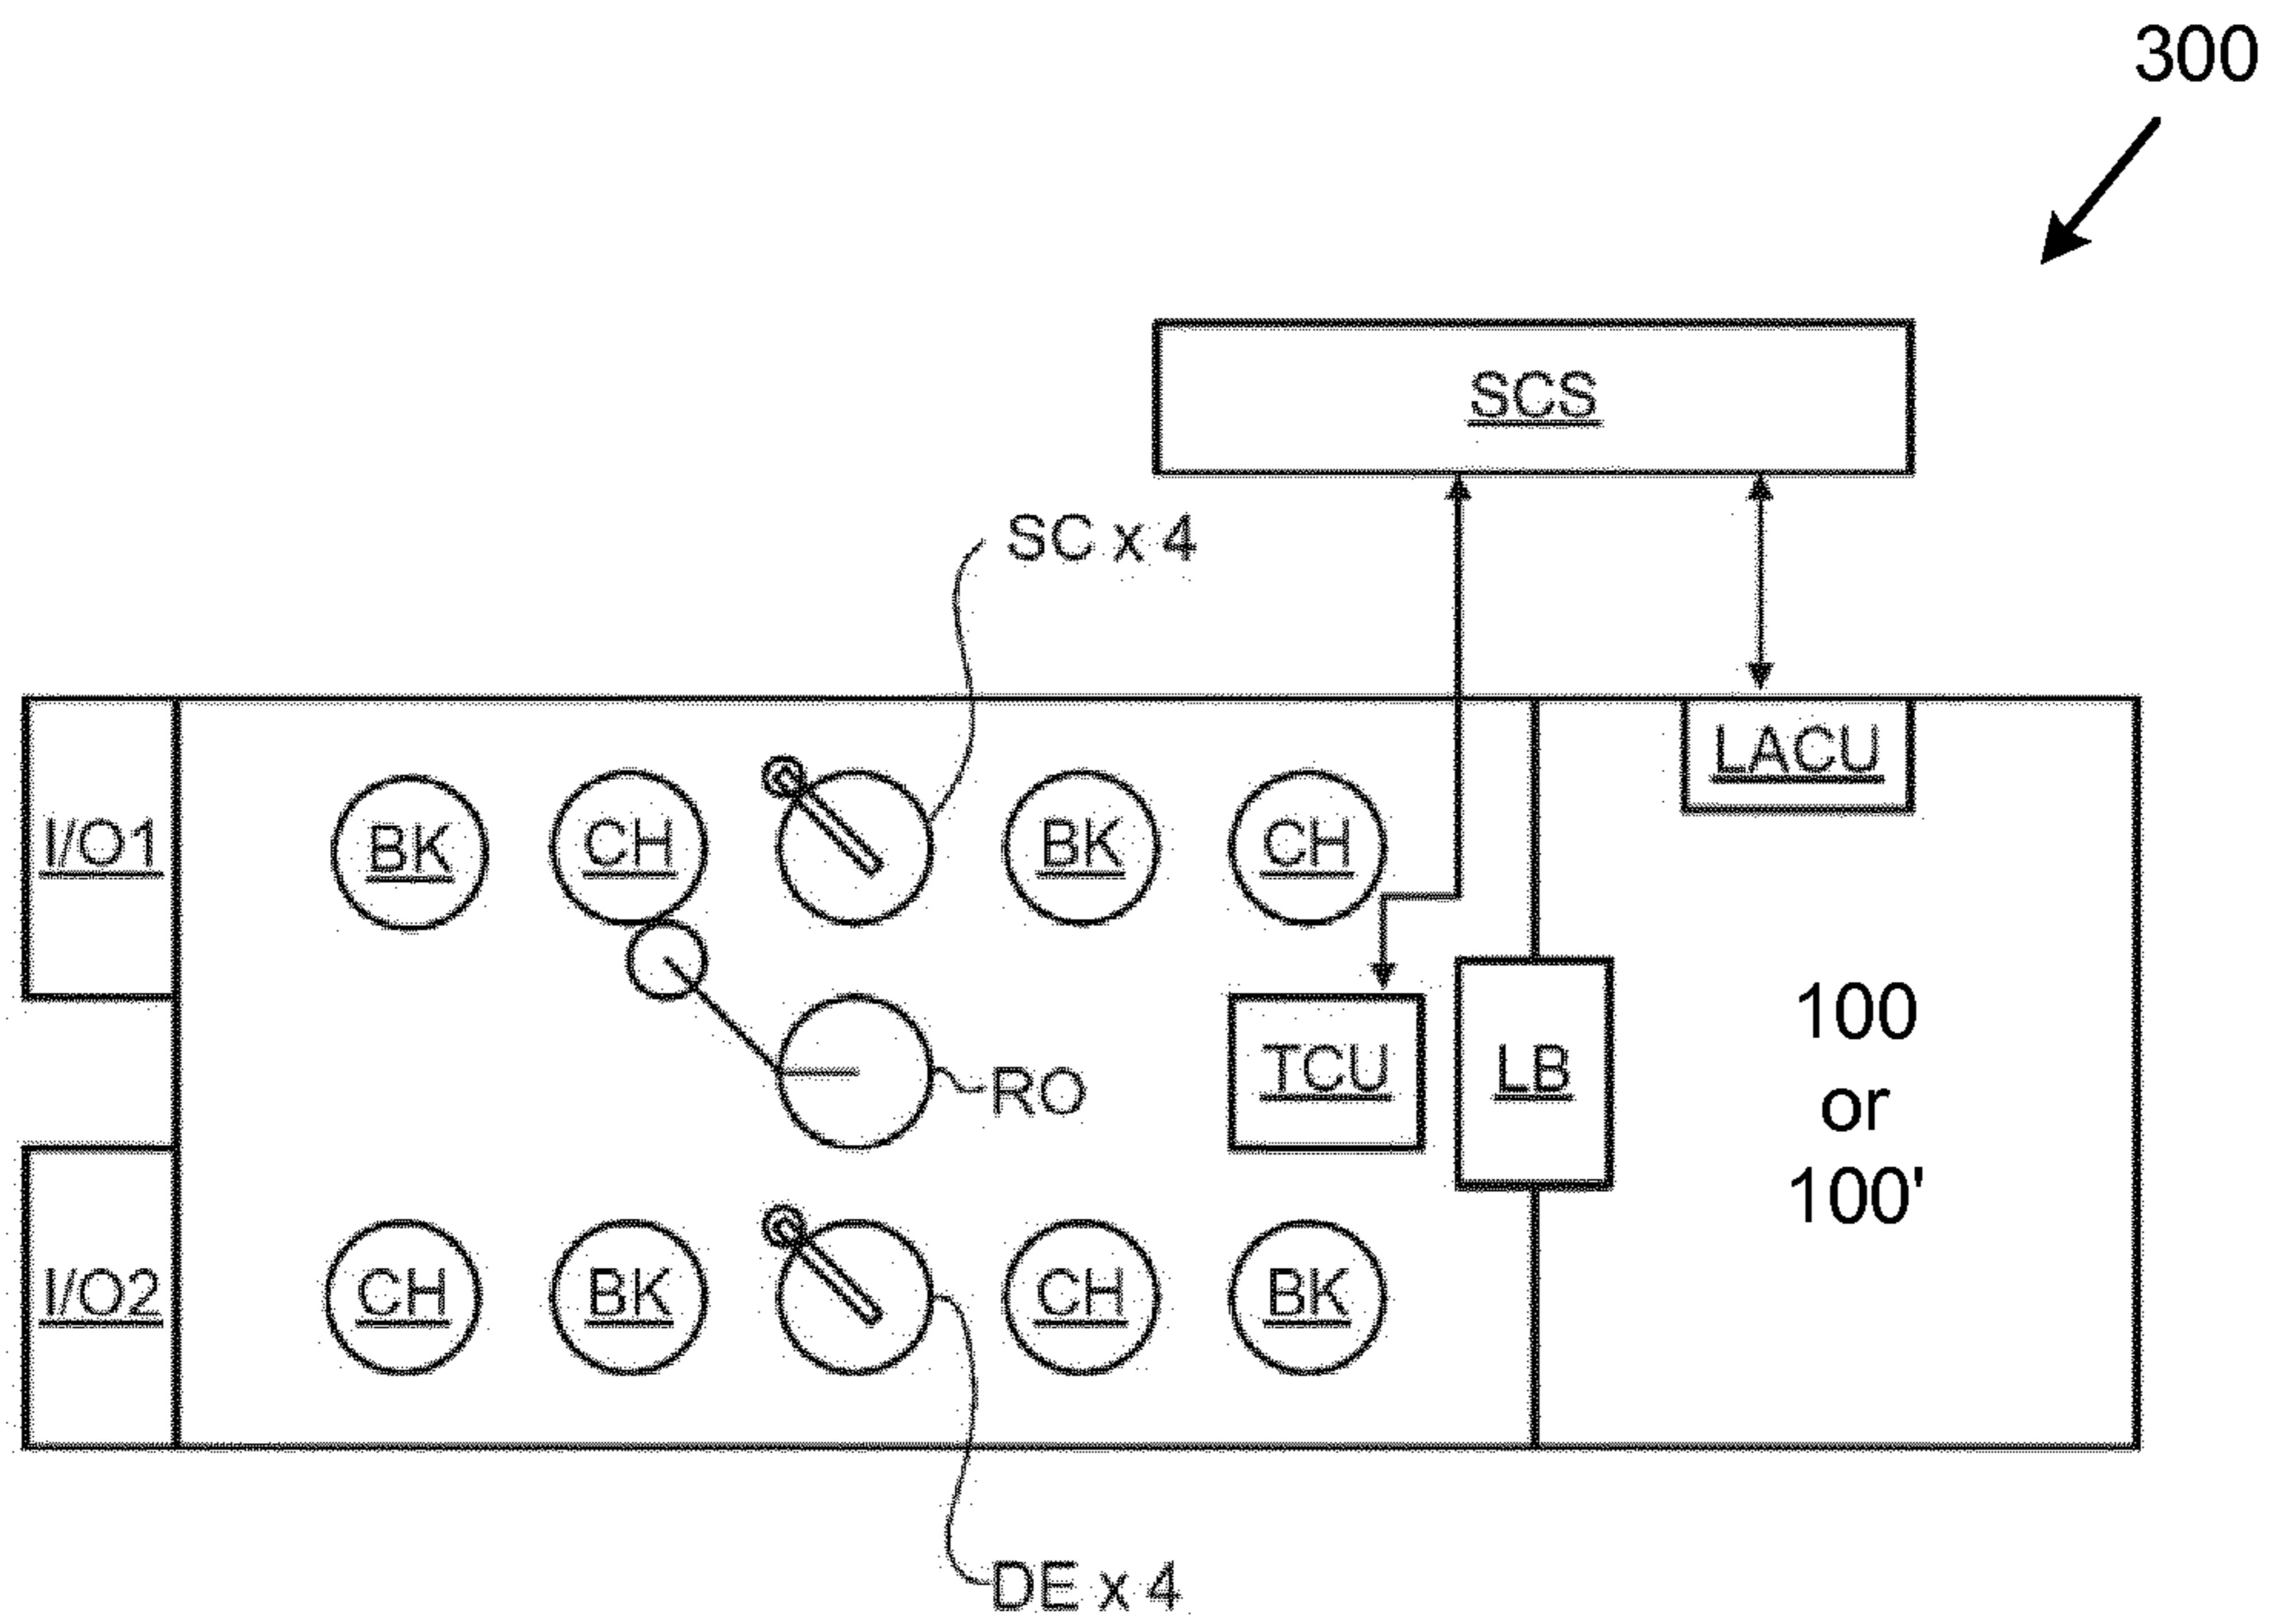 300
SCS
SC x 4
LACU
I/O1
BK
CH
BK
CH
100
or
100'
TCU
LB
RO
I/O2
CH
BK
CH
BK
DE x 4